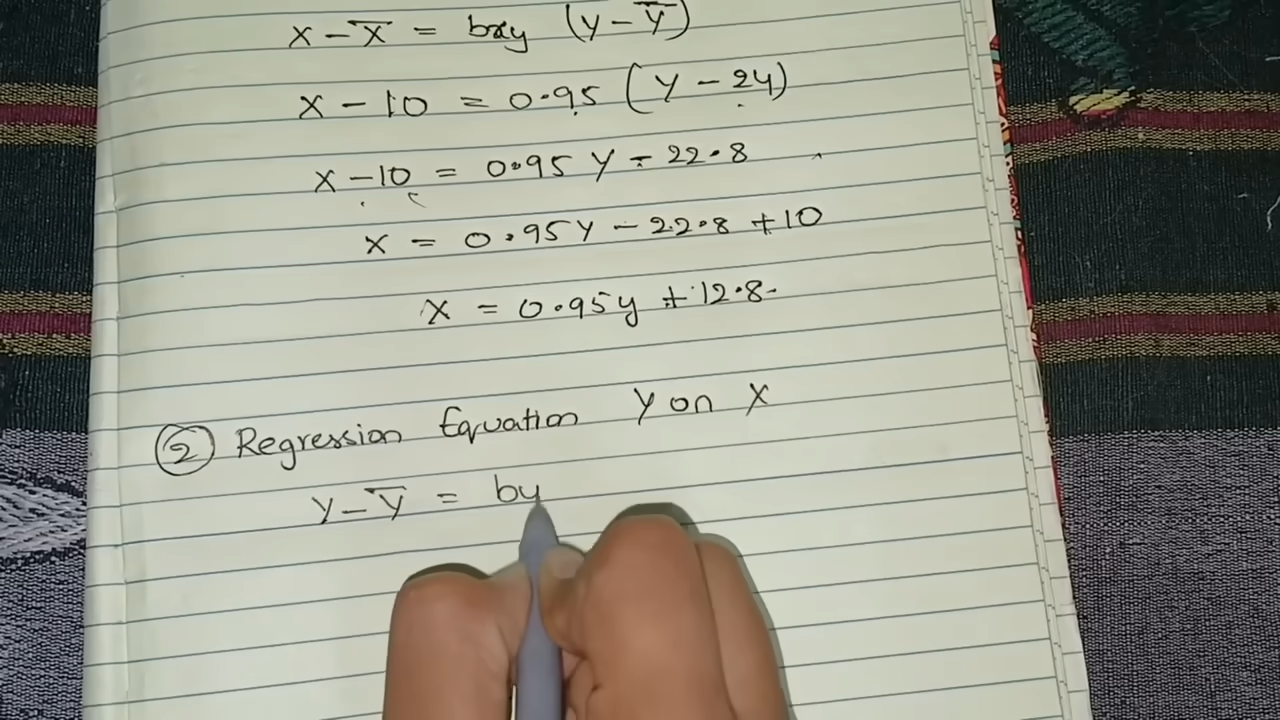 x - x̅ = bxy (y - y̅)
x - 10 = 0.95 (y - 24)
x - 10 = 0.95 y - 22.8
x = 0.95y - 22.8 + 10
x = 0.95y + 12.8
② Regression Equation Y on X
y - y̅ = by